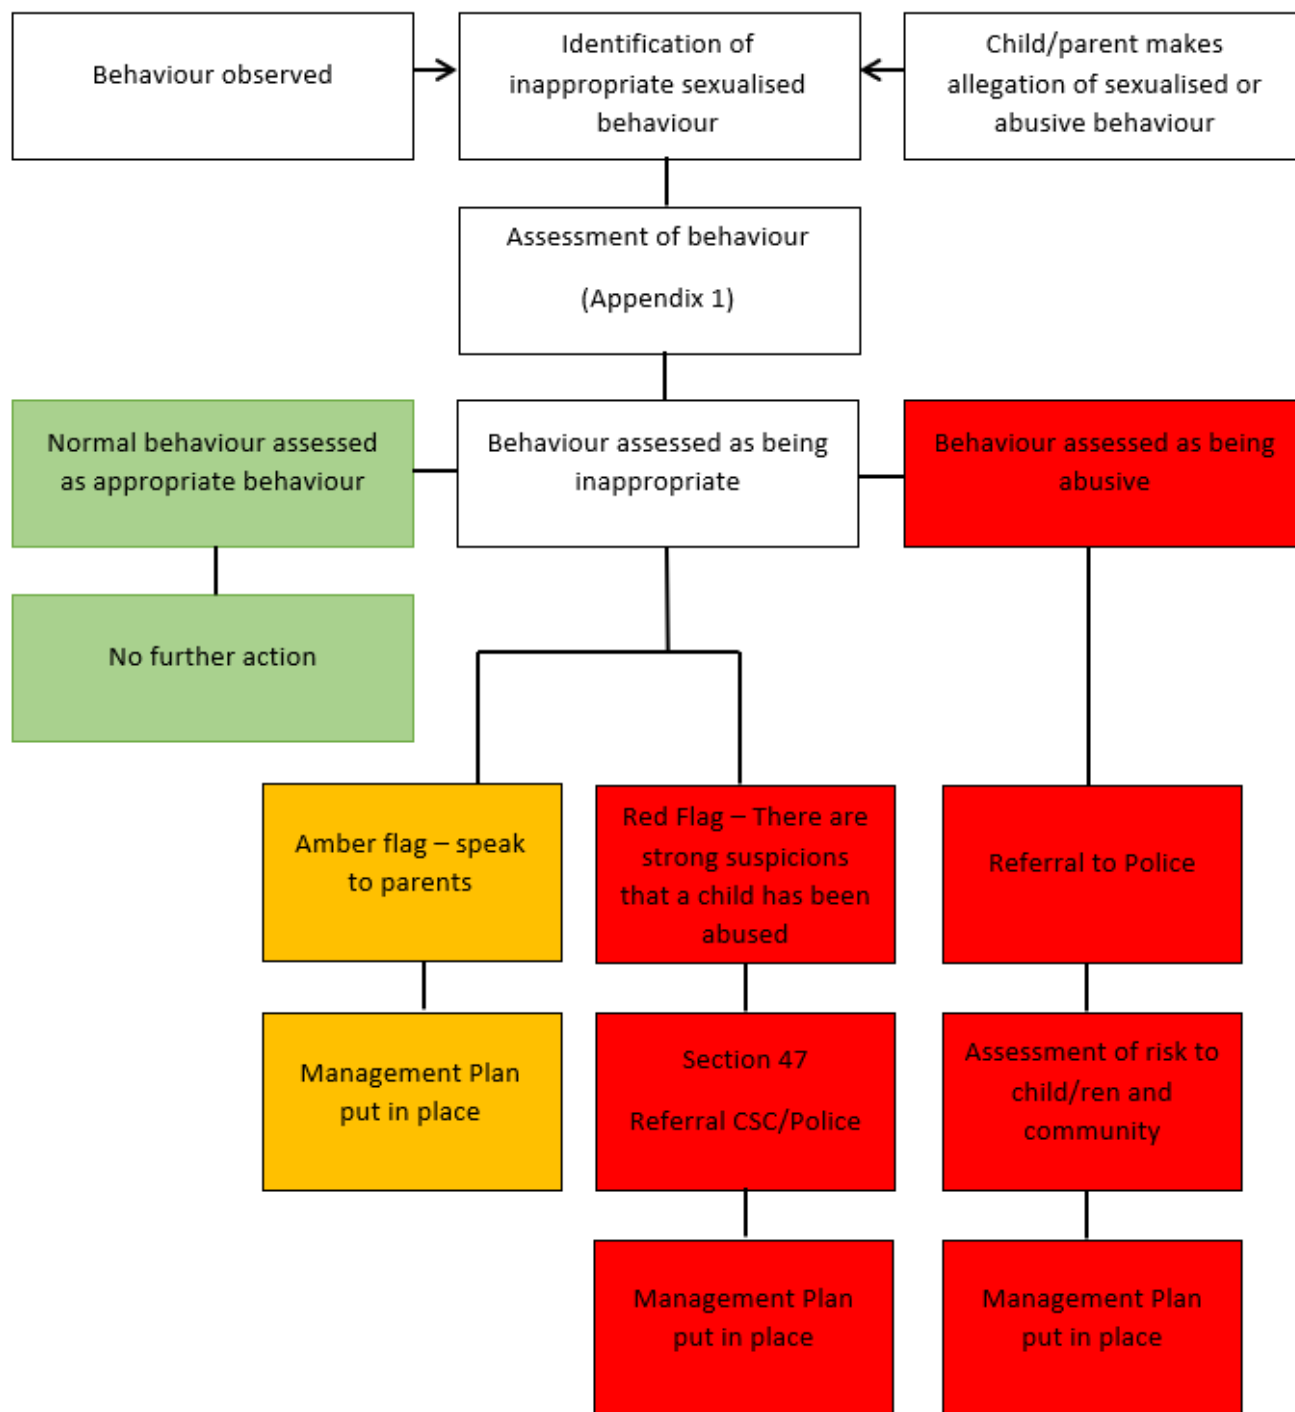 Behaviour observed
Identification of
inappropriate sexualised
behaviour
Child/parent makes
allegation of sexualised or
abusive behaviour
Assessment of behaviour
(Appendix 1)
Normal behaviour assessed
as appropriate behaviour
Behaviour assessed as being
inappropriate
Behaviour assessed as being
abusive
No further action
Amber flag – speak
to parents
Red Flag – There are
strong suspicions
that a child has been
abused
Referral to Police
Management Plan
put in place
Section 47
Referral CSC/Police
Assessment of risk to
child/ren and
community
Management Plan
put in place
Management Plan
put in place